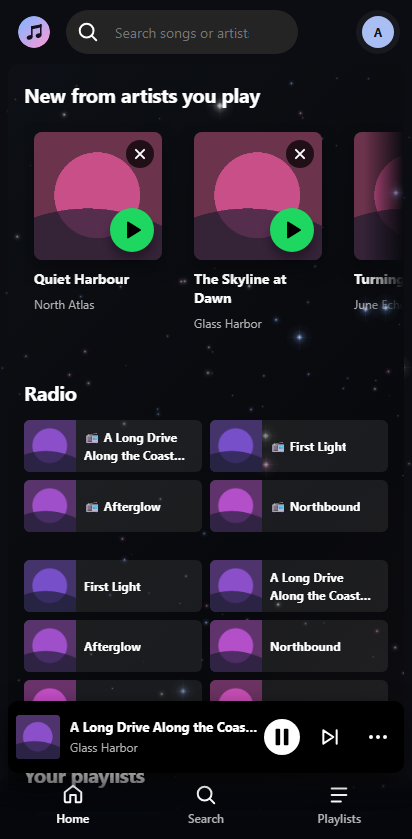 Search songs or artist
A
New from artists you play
Quiet Harbour
North Atlas
The Skyline at
Dawn
Glass Harbor
Turning
June Echo
Radio
A Long Drive
Along the Coast...
First Light
Afterglow
Northbound
First Light
A Long Drive
Along the Coast...
Afterglow
Northbound
A Long Drive Along the Coas...
Glass Harbor
Your playlists
Home
Search
Playlists